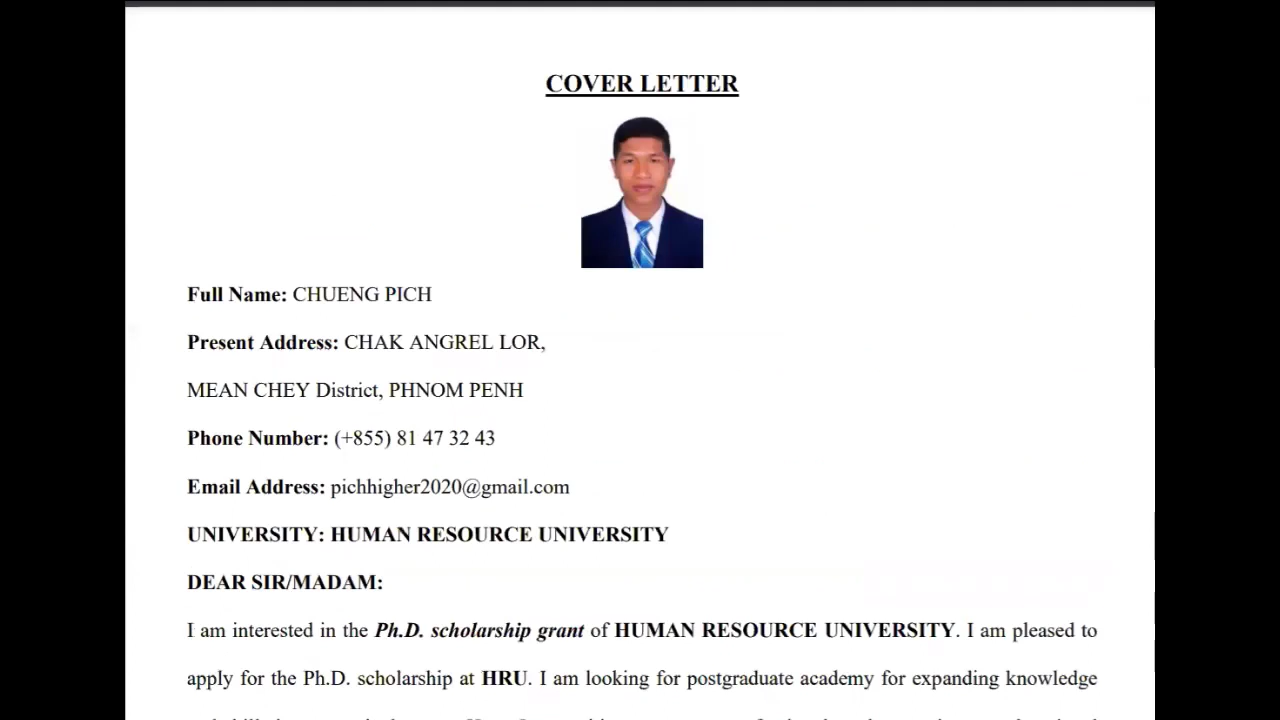 COVER LETTER
Full Name: CHUENG PICH
Present Address: CHAK ANGREL LOR,
MEAN CHEY District, PHNOM PENH
Phone Number: (+855) 81 47 32 43
Email Address: pichhigher2020@gmail.com
UNIVERSITY: HUMAN RESOURCE UNIVERSITY
DEAR SIR/MADAM:
I am interested in the Ph.D. scholarship grant of HUMAN RESOURCE UNIVERSITY. I am pleased to
apply for the Ph.D. scholarship at HRU. I am looking for postgraduate academy for expanding knowledge